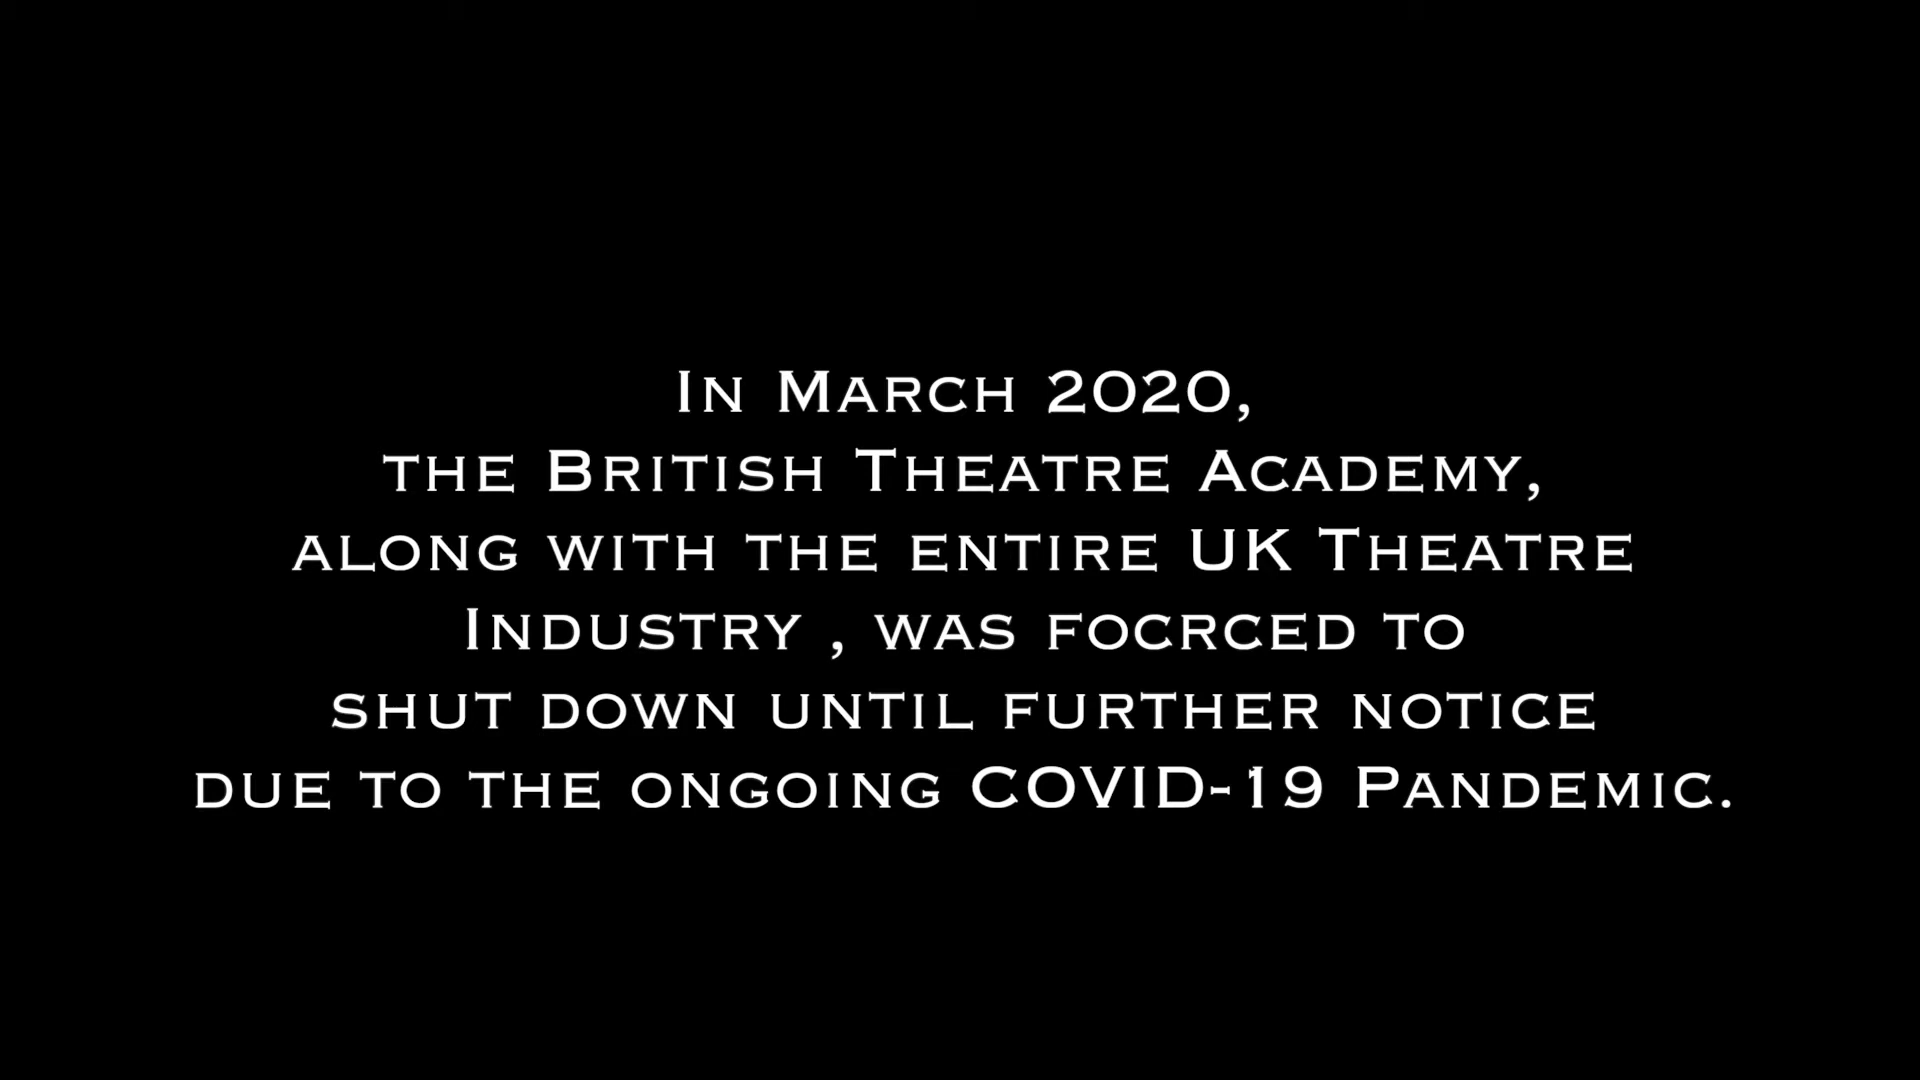 In March 2020,
the British Theatre Academy,
along with the entire UK Theatre
Industry , was focrced to
shut down until further notice
due to the ongoing COVID-19 Pandemic.